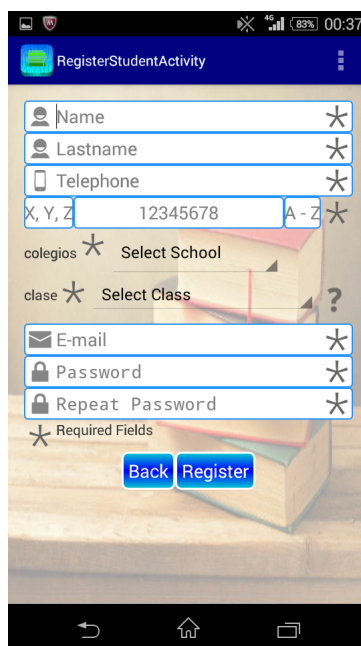 4G 83% 00:37
RegisterStudentActivity
Name
Lastname
Telephone
X, Y, Z 12345678 A - Z
colegios Select School
clase Select Class ?
E-mail
Password
Repeat Password
Required Fields
Back Register